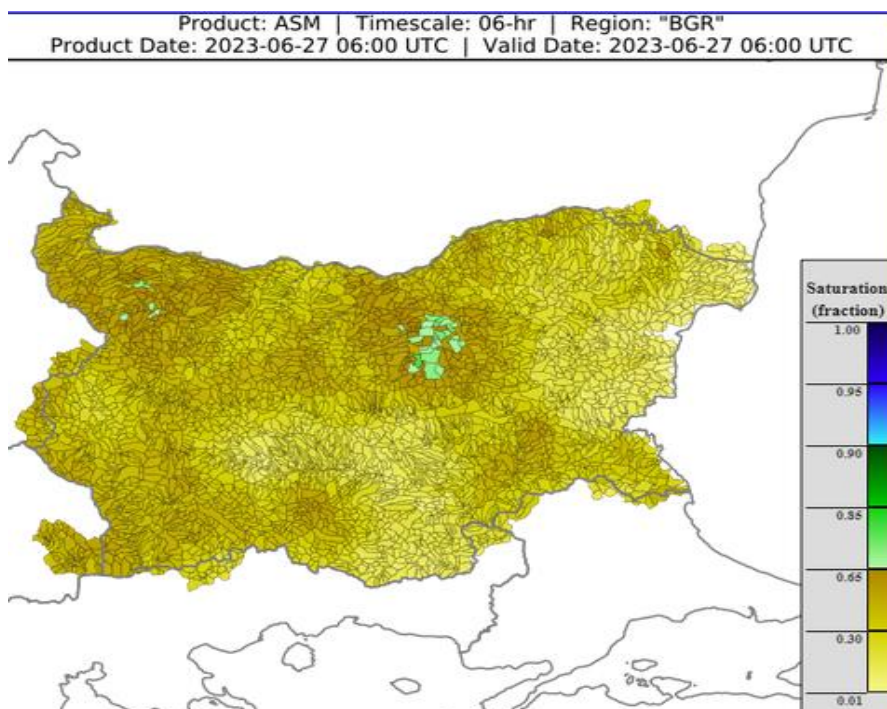 Product: ASM | Timescale: 06-hr | Region: "BGR"
Product Date: 2023-06-27 06:00 UTC | Valid Date: 2023-06-27 06:00 UTC
Saturation
(fraction)
1.00
0.95
0.90
0.35
0.65
0.30
0.01